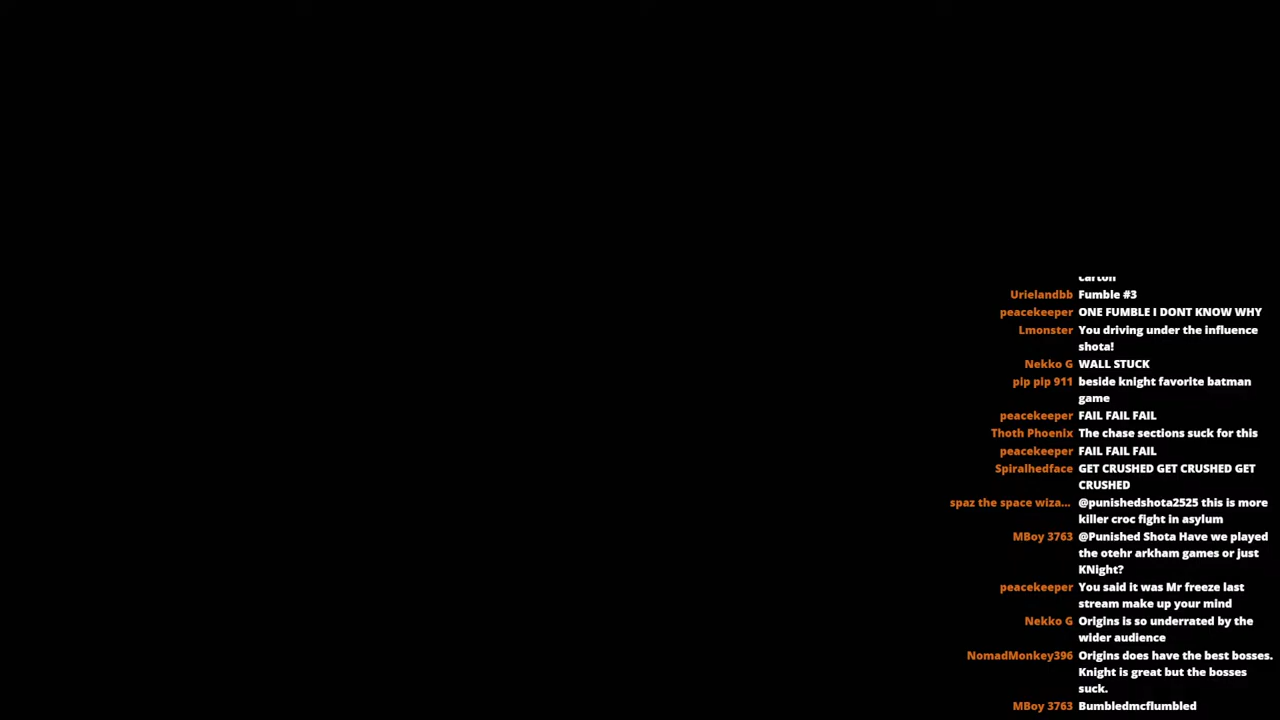 carton
Urielandbb Fumble #3
peacekeeper ONE FUMBLE I DONT KNOW WHY
Lmonster You driving under the influence
shota!
Nekko G WALL STUCK
pip pip 911 beside knight favorite batman
game
peacekeeper FAIL FAIL FAIL
Thoth Phoenix The chase sections suck for this
peacekeeper FAIL FAIL FAIL
Spiralhedface GET CRUSHED GET CRUSHED GET
CRUSHED
spaz the space wiza... @punishedshota2525 this is more
killer croc fight in asylum
MBoy 3763 @Punished Shota Have we played
the otehr arkham games or just
KNight?
peacekeeper You said it was Mr freeze last
stream make up your mind
Nekko G Origins is so underrated by the
wider audience
NomadMonkey396 Origins does have the best bosses.
Knight is great but the bosses
suck.
MBoy 3763 Bumbledmcflumbled